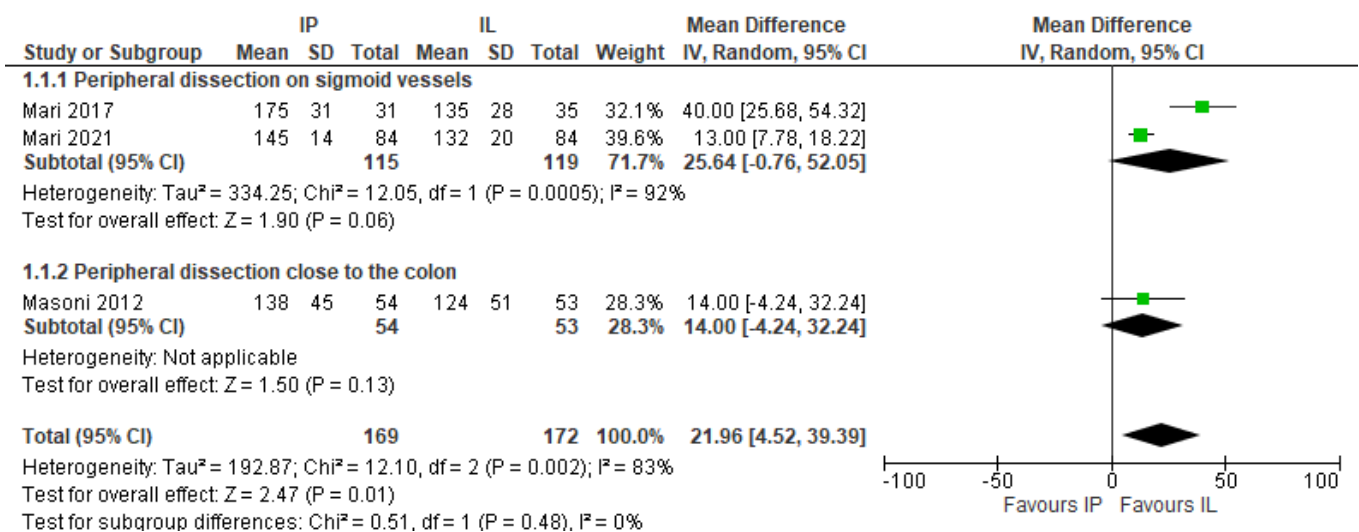 IP IL Mean Difference Mean Difference
Study or Subgroup Mean SD Total Mean SD Total Weight IV, Random, 95% CI IV, Random, 95% CI
1.1.1 Peripheral dissection on sigmoid vessels
Mari 2017 175 31 31 135 28 35 32.1% 40.00 [25.68, 54.32]
Mari 2021 145 14 84 132 20 84 39.6% 13.00 [7.78, 18.22]
Subtotal (95% CI) 115 119 71.7% 25.64 [-0.76, 52.05]
Heterogeneity: Tau² = 334.25; Chi² = 12.05, df = 1 (P = 0.0005); I² = 92%
Test for overall effect: Z = 1.90 (P = 0.06)
1.1.2 Peripheral dissection close to the colon
Masoni 2012 138 45 54 124 51 53 28.3% 14.00 [-4.24, 32.24]
Subtotal (95% CI) 54 53 28.3% 14.00 [-4.24, 32.24]
Heterogeneity: Not applicable
Test for overall effect: Z = 1.50 (P = 0.13)
Total (95% CI) 169 172 100.0% 21.96 [4.52, 39.39]
Heterogeneity: Tau² = 192.87; Chi² = 12.10, df = 2 (P = 0.002); I² = 83%
Test for overall effect: Z = 2.47 (P = 0.01)
Test for subgroup differences: Chi² = 0.51, df = 1 (P = 0.48), I² = 0%
-100 -50 0 50 100
Favours IP Favours IL